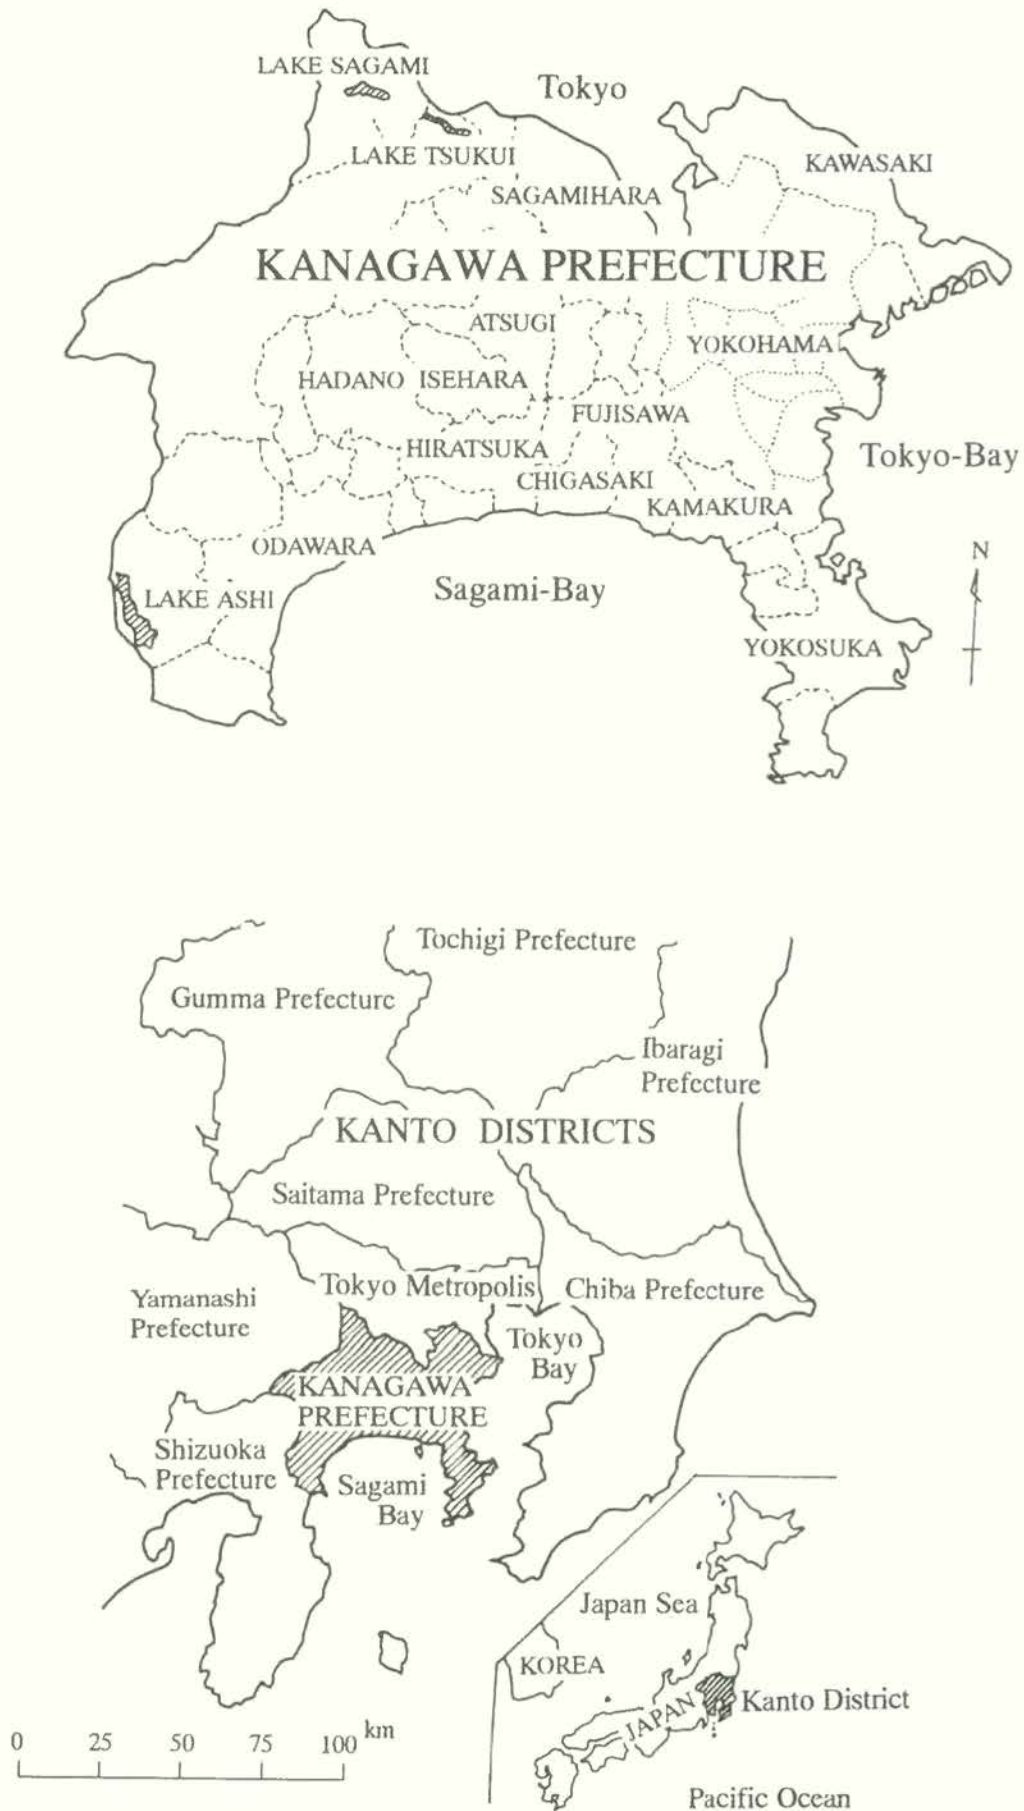 LAKE SAGAMI
Tokyo
LAKE TSUKUI
KAWASAKI
SAGAMIHARA
KANAGAWA PREFECTURE
ATSUGI
YOKOHAMA
HADANO
ISEHARA
FUJISAWA
HIRATSUKA
Tokyo-Bay
CHIGASAKI
KAMAKURA
ODAWARA
N
Sagami-Bay
LAKE ASHI
YOKOSUKA
Tochigi Prefecture
Gumma Prefecture
Ibaragi
Prefecture
KANTO DISTRICTS
Saitama Prefecture
Tokyo Metropolis
Chiba Prefecture
Yamanashi
Prefecture
Tokyo
Bay
KANAGAWA
PREFECTURE
Shizuoka
Prefecture
Sagami
Bay
Japan Sea
KOREA
JAPAN
Kanto District
Pacific Ocean
0 25 50 75 100 km